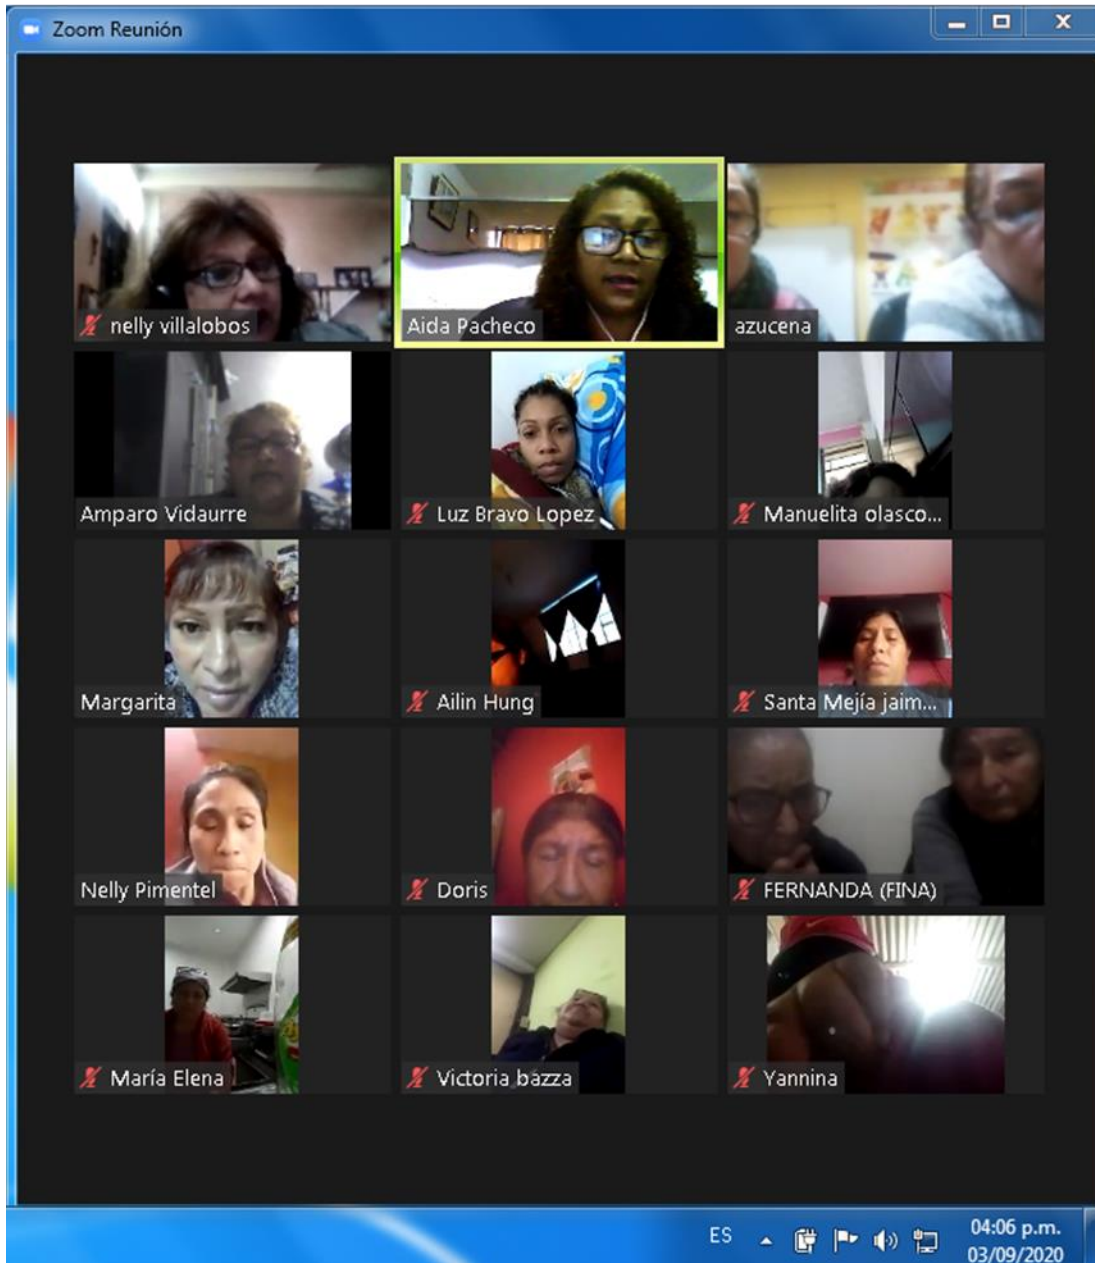 Zoom Reunión
nelly villalobos
Aida Pacheco
azucena
Amparo Vidaurre
Luz Bravo Lopez
Manuelita olasco...
Margarita
Ailin Hung
Santa Mejía jaim...
Nelly Pimentel
Doris
FERNANDA (FINA)
María Elena
Victoria bazza
Yannina
ES
04:06 p.m.
03/09/2020